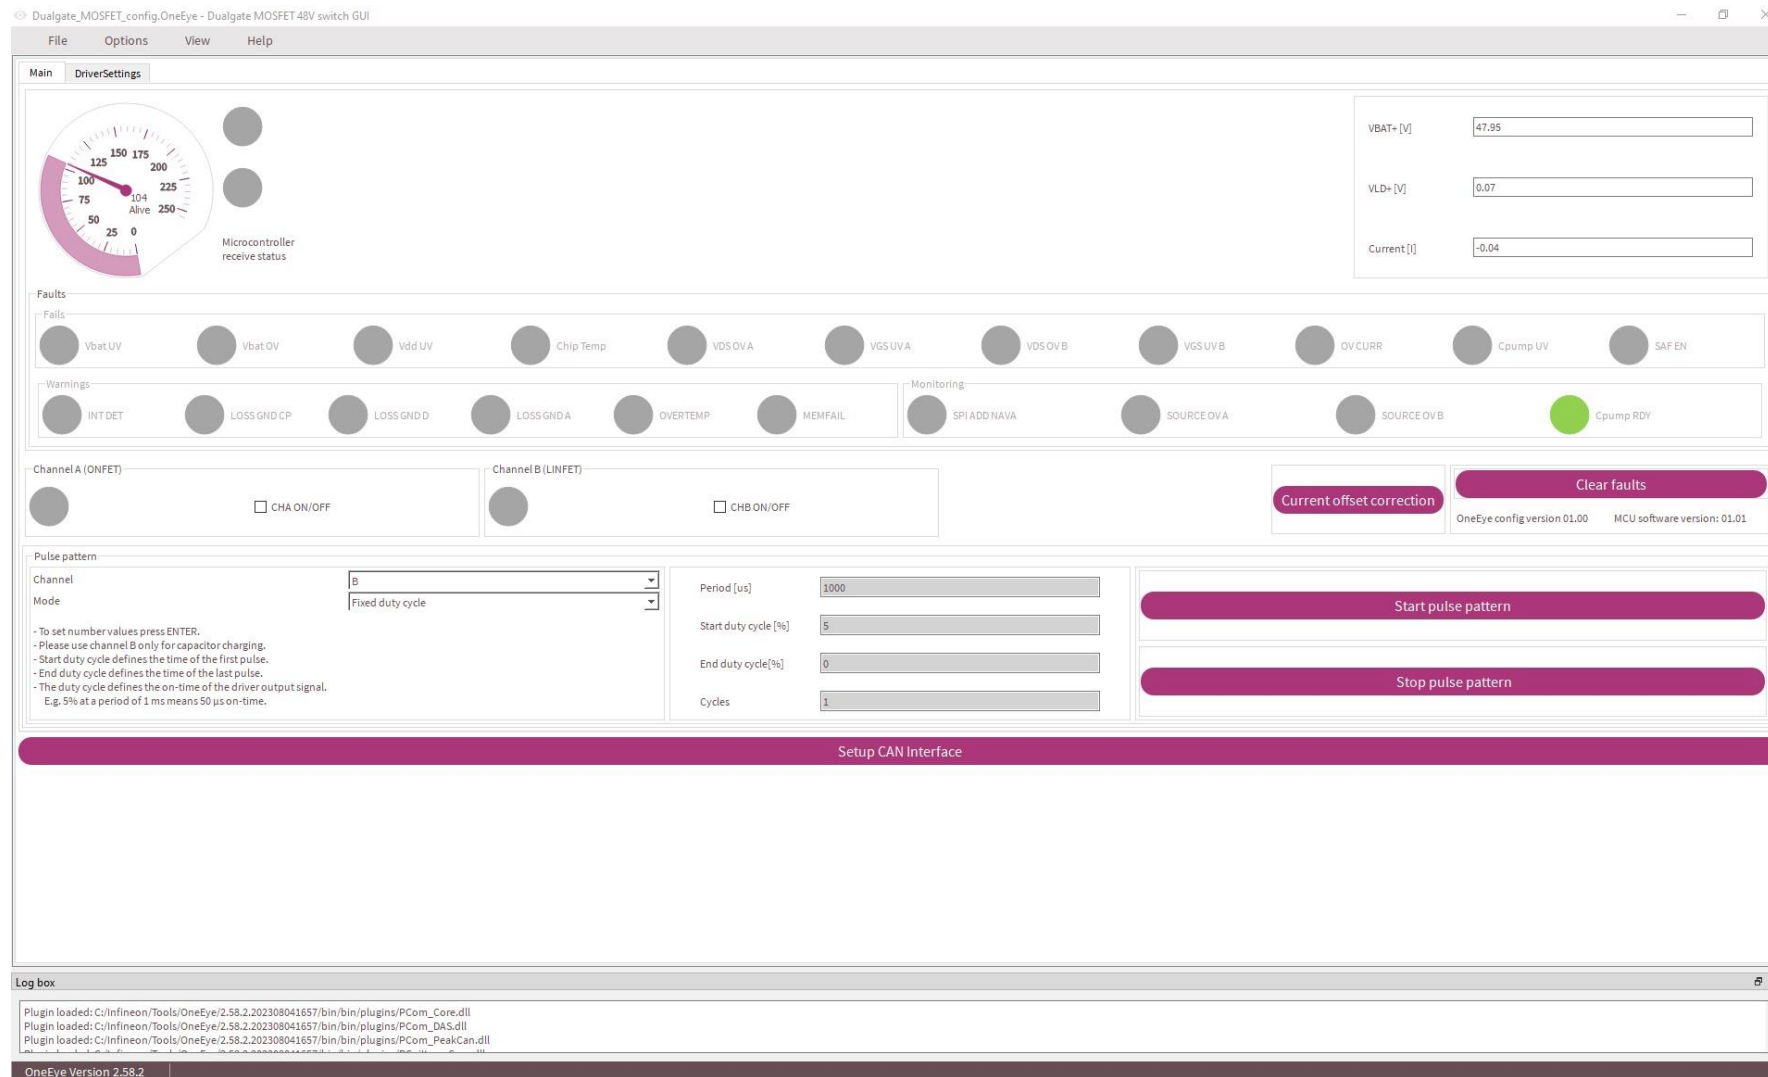 Dualgate_MOSFET_config.OneEye - Dualgate MOSFET 48V switch GUI
File Options View Help
Main DriverSettings
0 25 50 75 100 125 150 175 200 225 250
104
Alive
Microcontroller
receive status
VBAT+ [V] 47.95
VLD+ [V] 0.07
Current [I] -0.04
Faults
Fails
Vbat UV Vbat OV Vdd UV Chip Temp VDS OV A VGS UV A VDS OV B VGS UV B OV CURR Cpump UV SAF EN
Warnings
INT DET LOSS GND CP LOSS GND D LOSS GND A OVERTEMP MEMFAIL
Monitoring
SPI ADD NAVA SOURCE OV A SOURCE OV B Cpump RDY
Channel A (ONFET)
CHA ON/OFF
Channel B (LINFET)
CHB ON/OFF
Current offset correction
Clear faults
OneEye config version 01.00 MCU software version: 01.01
Pulse pattern
Channel B
Mode Fixed duty cycle
- To set number values press ENTER.
- Please use channel B only for capacitor charging.
- Start duty cycle defines the time of the first pulse.
- End duty cycle defines the time of the last pulse.
- The duty cycle defines the on-time of the driver output signal.
E.g. 5% at a period of 1 ms means 50 µs on-time.
Period [us] 1000
Start duty cycle [%] 5
End duty cycle[%] 0
Cycles 1
Start pulse pattern
Stop pulse pattern
Setup CAN Interface
Log box
Plugin loaded: C:/Infineon/Tools/OneEye/2.58.2.202308041657/bin/bin/plugins/PCom_Core.dll
Plugin loaded: C:/Infineon/Tools/OneEye/2.58.2.202308041657/bin/bin/plugins/PCom_DAS.dll
Plugin loaded: C:/Infineon/Tools/OneEye/2.58.2.202308041657/bin/bin/plugins/PCom_PeakCan.dll
OneEye Version 2.58.2